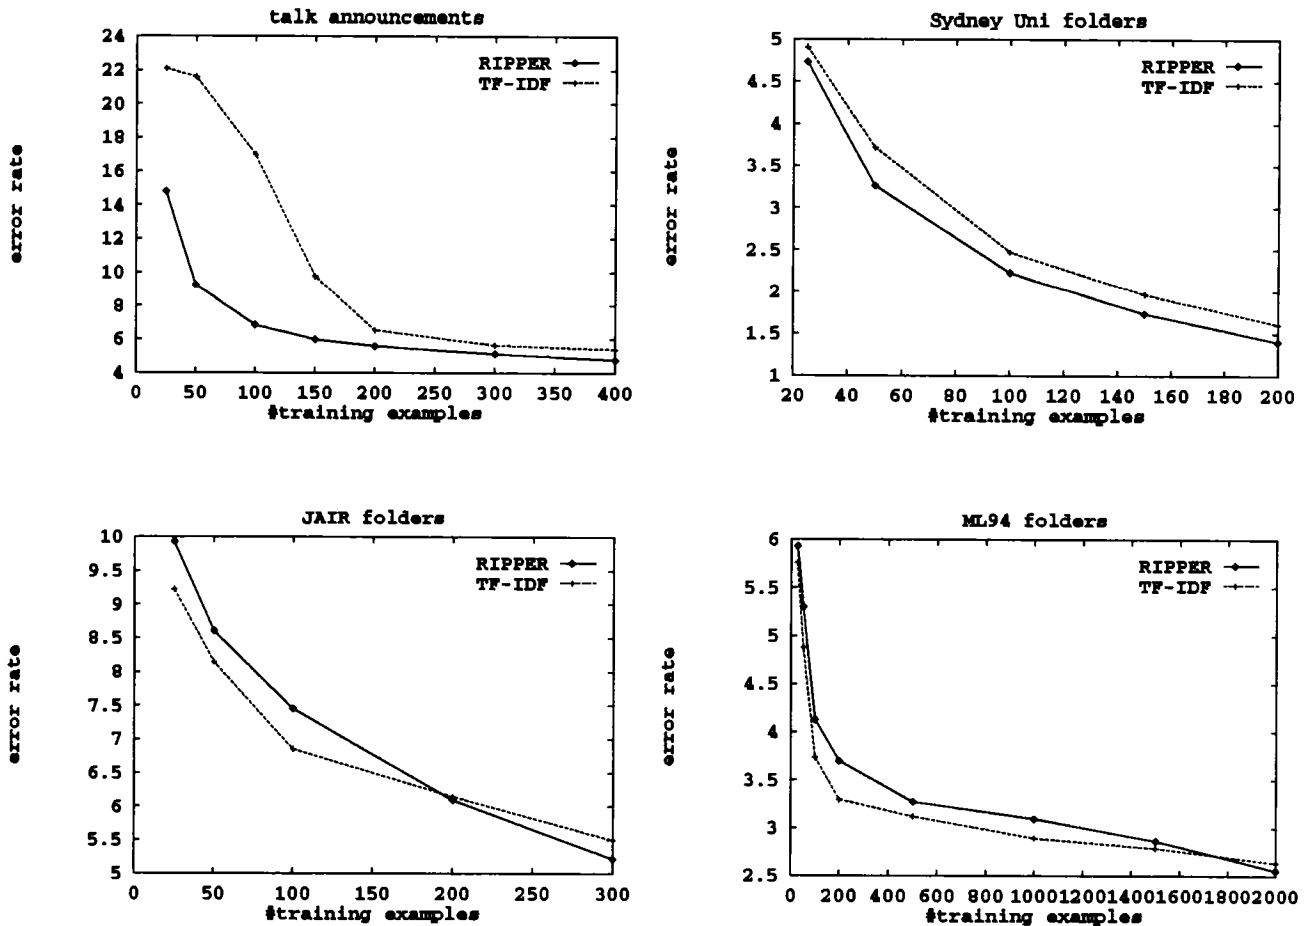 talk announcements
24
22
20
18
16
14
12
10
8
6
4
error rate
RIPPER
TF-IDF
0 50 100 150 200 250 300 350 400
#training examples
Sydney Uni folders
5
4.5
4
3.5
3
2.5
2
1.5
1
error rate
RIPPER
TF-IDF
20 40 60 80 100 120 140 160 180 200
#training examples
JAIR folders
10
9.5
9
8.5
8
7.5
7
6.5
6
5.5
5
error rate
RIPPER
TF-IDF
0 50 100 150 200 250 300
#training examples
ML94 folders
6
5.5
5
4.5
4
3.5
3
2.5
error rate
RIPPER
TF-IDF
0 200 400 600 800 1000 1200 1400 1600 1800 2000
#training examples